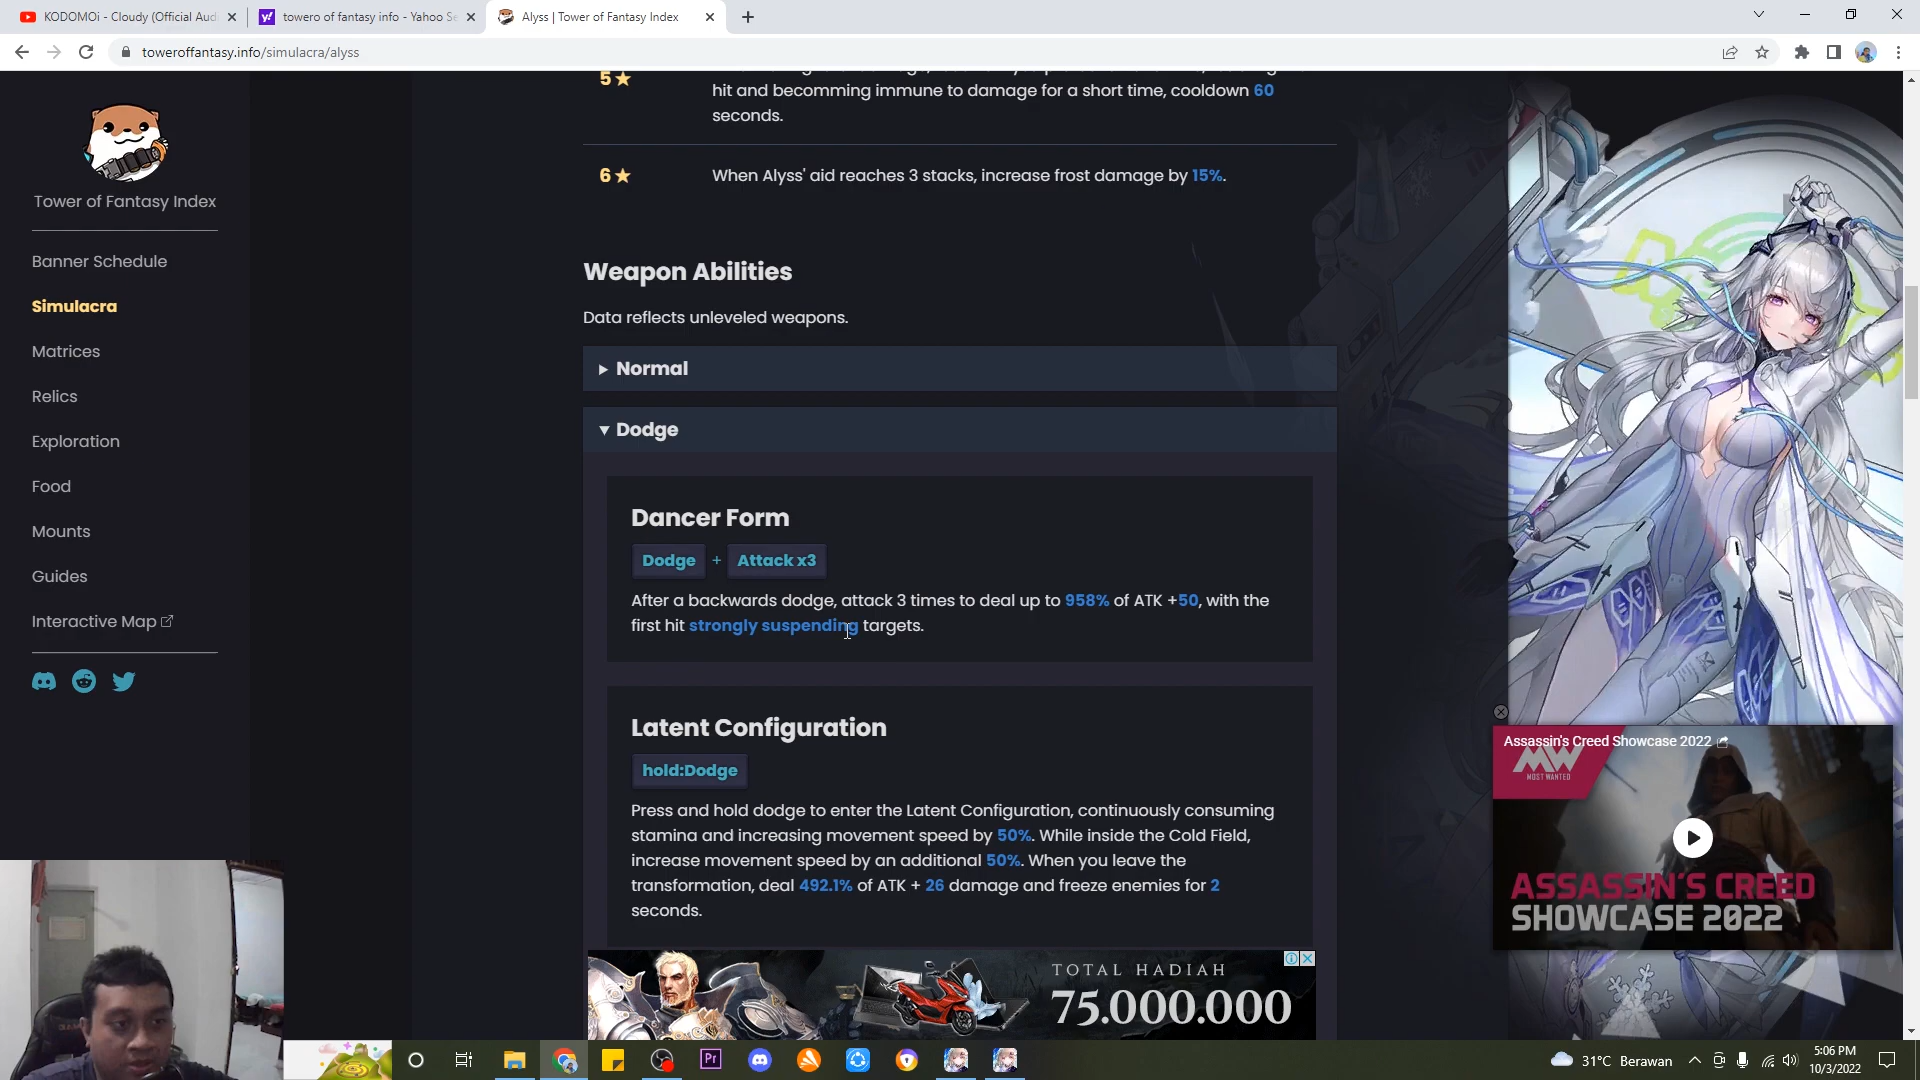 KODOMOi - Cloudy (Official Aud
towero of fantasy info - Yahoo Se
Alyss | Tower of Fantasy Index
toweroffantasy.info/simulacra/alyss
Tower of Fantasy Index
Banner Schedule
Simulacra
Matrices
Relics
Exploration
Food
Mounts
Guides
Interactive Map
5★
hit and becomming immune to damage for a short time, cooldown 60
seconds.
6★ When Alyss' aid reaches 3 stacks, increase frost damage by 15%.
Weapon Abilities
Data reflects unleveled weapons.
Normal
Dodge
Dancer Form
Dodge + Attack x3
After a backwards dodge, attack 3 times to deal up to 958% of ATK +50, with the
first hit strongly suspending targets.
Latent Configuration
hold:Dodge
Press and hold dodge to enter the Latent Configuration, continuously consuming
stamina and increasing movement speed by 50%. While inside the Cold Field,
increase movement speed by an additional 50%. When you leave the
transformation, deal 492.1% of ATK + 26 damage and freeze enemies for 2
seconds.
TOTAL HADIAH
75.000.000
Assassin's Creed Showcase 2022
MW
MOST WANTED
ASSASSIN'S CREED
SHOWCASE 2022
Pr
31°C Berawan
5:06 PM
10/3/2022